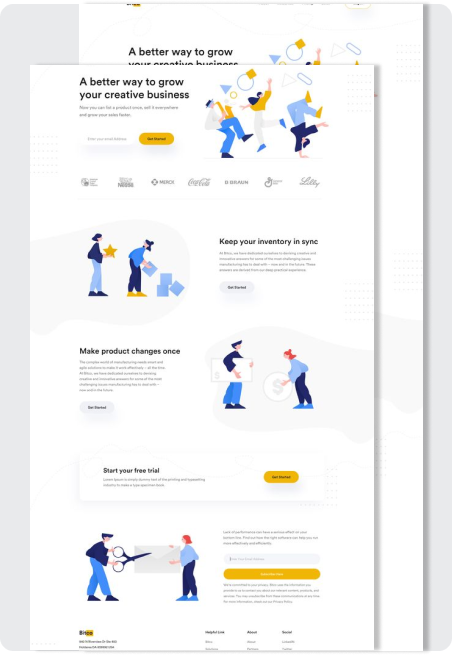 A better way to grow
A better way to grow
your creative business
Now you can list a product once, sell it everywhere
and grow your sales faster.
Enter your email Address
Get Started
Nestle
MERCK
Coca-Cola
B BRAUN
Lilly
Keep your inventory in sync
At Bitoo, we have dedicated ourselves to devising creative and
innovative answers for some of the most challenging issues
manufacturing has to deal with – now and in the future. These
answers are derived from our deep practical experience.
Get Started
Make product changes once
The complex world of manufacturing needs smart and
agile solutions to make it work effectively – all the time.
At Bitoo, we have dedicated ourselves to devising
creative and innovative answers for some of the most
challenging issues manufacturing has to deal with –
now and in the future.
Get Started
Start your free trial
Lorem Ipsum is simply dummy text of the printing and typesetting
industry to make a type specimen book.
Get Started
Lack of performance can have a serious effect on your
bottom line. Find out how the right software can help you run
more effectively and efficiently.
Enter Your Email Address
We're committed to your privacy. Bitoo uses the information you
provide to us to contact you about our relevant content, products, and
services. You may unsubscribe from these communications at any time.
For more information, check out our Privacy Policy.
Bitoo
Helpful Link
About
Social